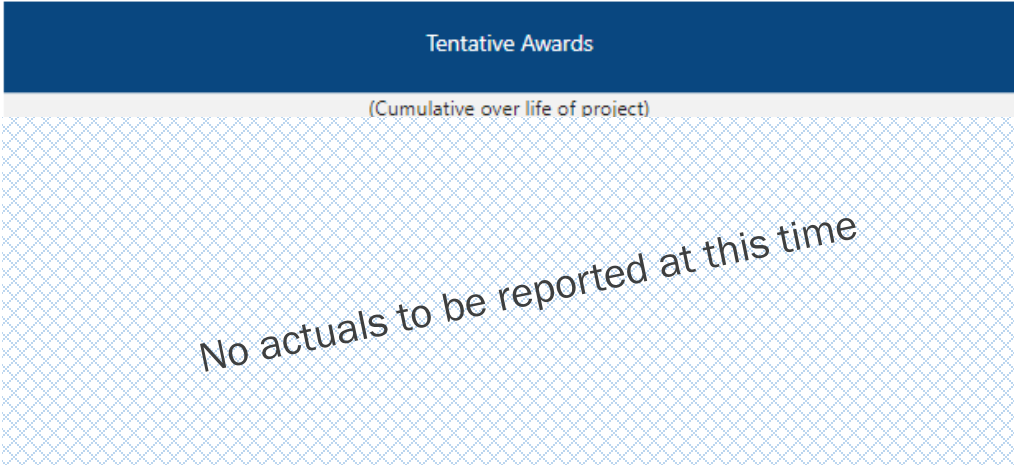 Tentative Awards
(Cumulative over life of project)
No actuals to be reported at this time